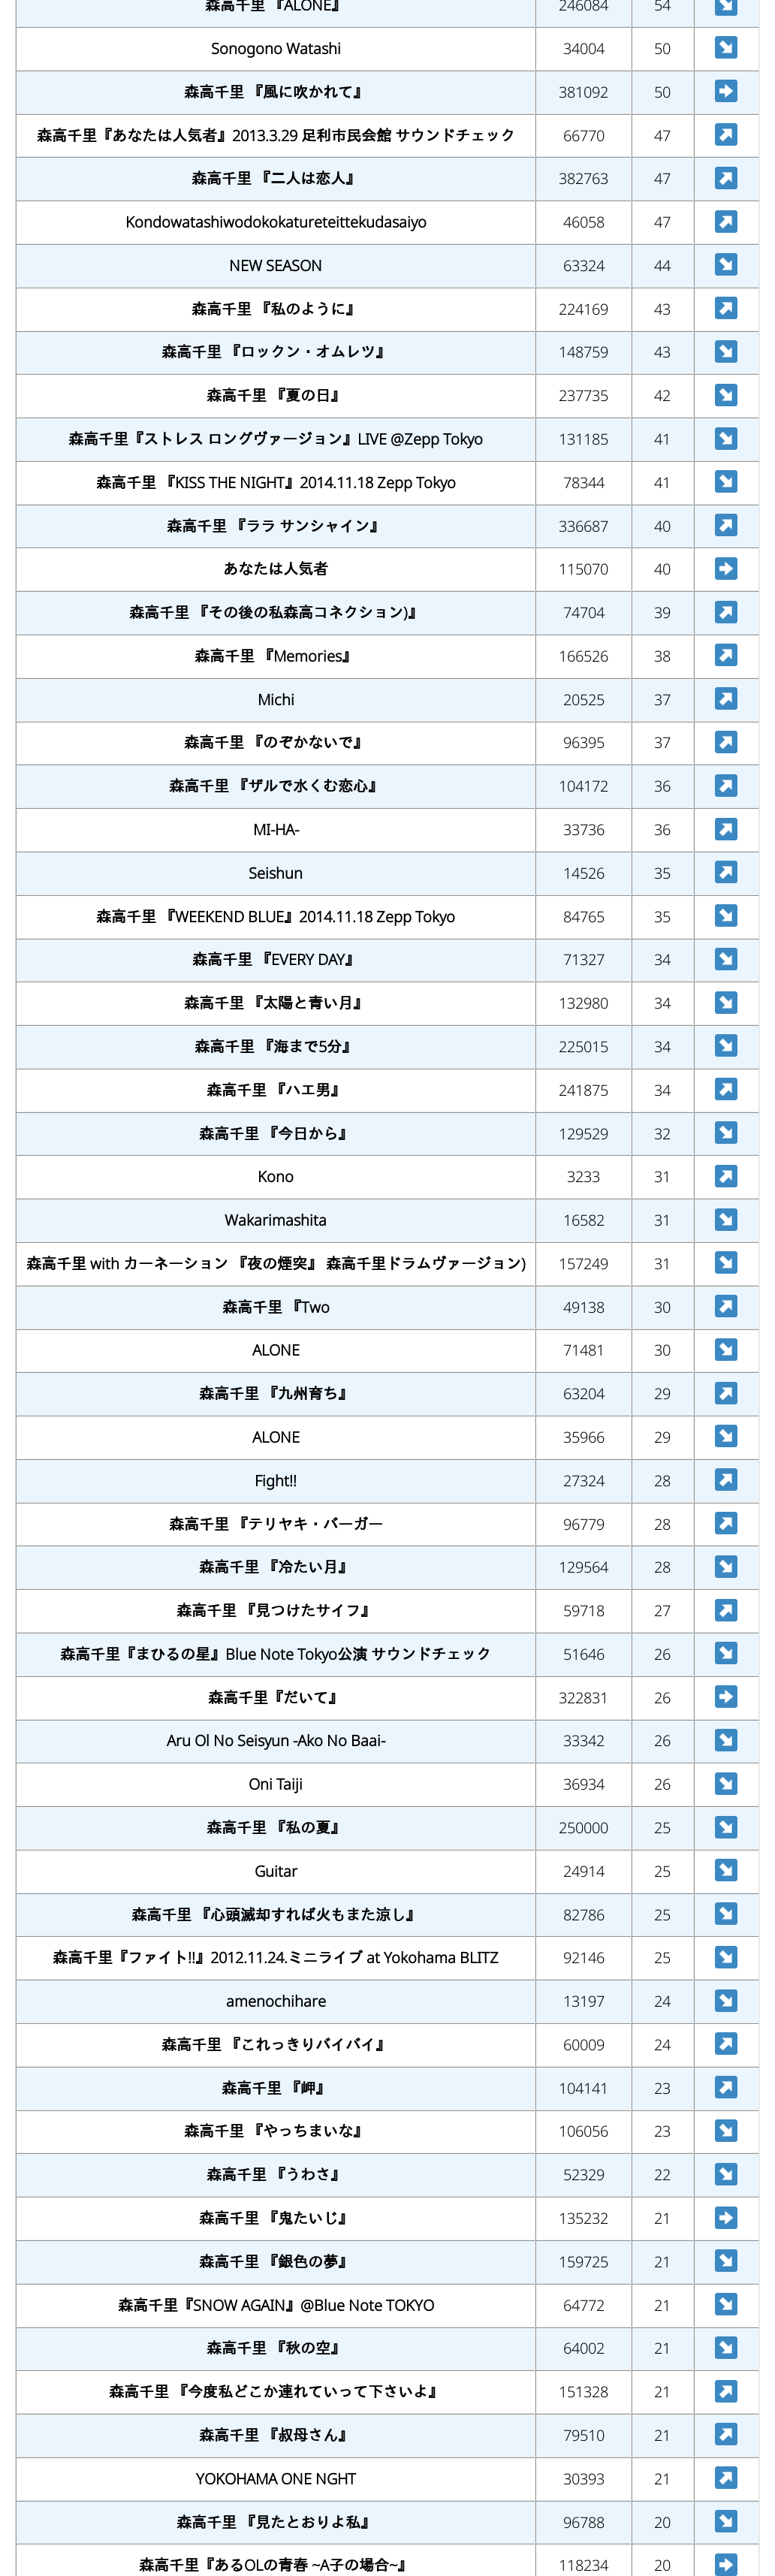 森高千里 『ALONE』 246084 54 ↘
Sonogono Watashi 34004 50 ↘
森高千里 『風に吹かれて』 381092 50 ➡
森高千里『あなたは人気者』2013.3.29 足利市民会館 サウンドチェック 66770 47 ↗
森高千里 『二人は恋人』 382763 47 ↗
Kondowatashiwodokokatureteittekudasaiyo 46058 47 ↗
NEW SEASON 63324 44 ↘
森高千里 『私のように』 224169 43 ↗
森高千里 『ロックン・オムレツ』 148759 43 ↘
森高千里 『夏の日』 237735 42 ↘
森高千里『ストレス ロングヴァージョン』LIVE @Zepp Tokyo 131185 41 ↘
森高千里 『KISS THE NIGHT』2014.11.18 Zepp Tokyo 78344 41 ↘
森高千里 『ララ サンシャイン』 336687 40 ↗
あなたは人気者 115070 40 ➡
森高千里 『その後の私森高コネクション)』 74704 39 ↗
森高千里 『Memories』 166526 38 ↗
Michi 20525 37 ↗
森高千里 『のぞかないで』 96395 37 ↗
森高千里 『ザルで水くむ恋心』 104172 36 ↗
MI-HA- 33736 36 ↗
Seishun 14526 35 ↗
森高千里 『WEEKEND BLUE』2014.11.18 Zepp Tokyo 84765 35 ↘
森高千里 『EVERY DAY』 71327 34 ↘
森高千里 『太陽と青い月』 132980 34 ↘
森高千里 『海まで5分』 225015 34 ↘
森高千里 『ハエ男』 241875 34 ↗
森高千里 『今日から』 129529 32 ↘
Kono 3233 31 ↗
Wakarimashita 16582 31 ↘
森高千里 with カーネーション 『夜の煙突』 森高千里ドラムヴァージョン) 157249 31 ↘
森高千里 『Two 49138 30 ↗
ALONE 71481 30 ↘
森高千里 『九州育ち』 63204 29 ↗
ALONE 35966 29 ↘
Fight!! 27324 28 ↗
森高千里 『テリヤキ・バーガー 96779 28 ↗
森高千里 『冷たい月』 129564 28 ↘
森高千里 『見つけたサイフ』 59718 27 ↗
森高千里『まひるの星』Blue Note Tokyo公演 サウンドチェック 51646 26 ↘
森高千里『だいて』 322831 26 ➡
Aru Ol No Seisyun -Ako No Baai- 33342 26 ↘
Oni Taiji 36934 26 ↘
森高千里 『私の夏』 250000 25 ↘
Guitar 24914 25 ↘
森高千里 『心頭滅却すれば火もまた涼し』 82786 25 ↘
森高千里『ファイト!!』2012.11.24.ミニライブ at Yokohama BLITZ 92146 25 ↘
amenochihare 13197 24 ↘
森高千里 『これっきりバイバイ』 60009 24 ↗
森高千里 『岬』 104141 23 ↗
森高千里 『やっちまいな』 106056 23 ↘
森高千里 『うわさ』 52329 22 ↘
森高千里 『鬼たいじ』 135232 21 ➡
森高千里 『銀色の夢』 159725 21 ↘
森高千里『SNOW AGAIN』@Blue Note TOKYO 64772 21 ↘
森高千里 『秋の空』 64002 21 ↘
森高千里 『今度私どこか連れていって下さいよ』 151328 21 ↗
森高千里 『叔母さん』 79510 21 ↗
YOKOHAMA ONE NGHT 30393 21 ↗
森高千里 『見たとおりよ私』 96788 20 ↘
森高千里『あるOLの青春 ~A子の場合~』 118234 20 ➡